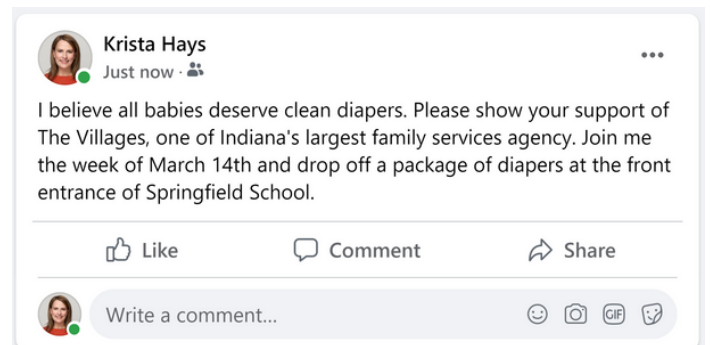 Krista Hays
Just now ·
I believe all babies deserve clean diapers. Please show your support of
The Villages, one of Indiana's largest family services agency. Join me
the week of March 14th and drop off a package of diapers at the front
entrance of Springfield School.
Like Comment Share
Write a comment... GIF